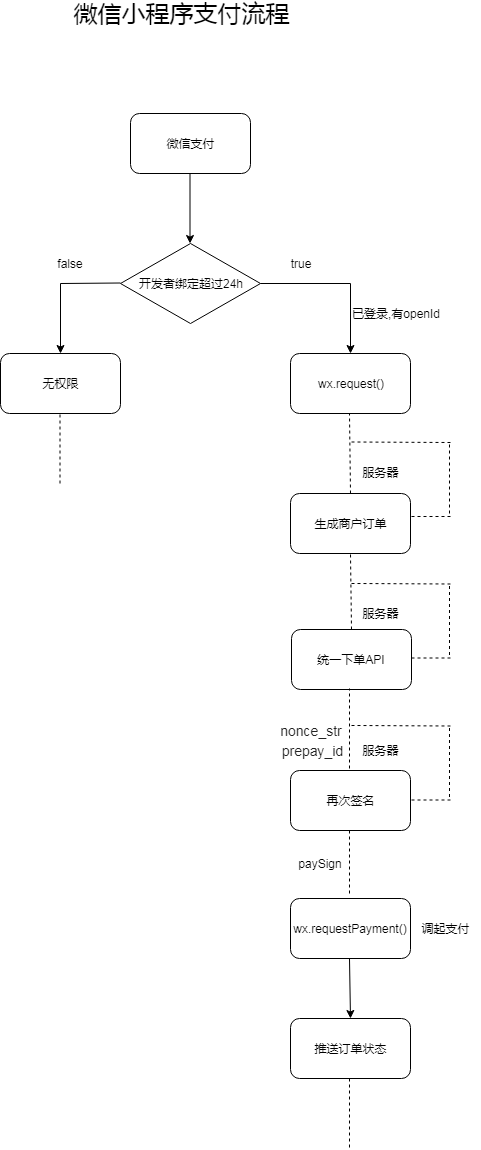 微信小程序支付流程
微信支付
false
true
开发者绑定超过24h
已登录,有openId
无权限
wx.request()
服务器
生成商户订单
服务器
统一下单API
nonce_str
prepay_id
服务器
再次签名
paySign
wx.requestPayment()
调起支付
推送订单状态